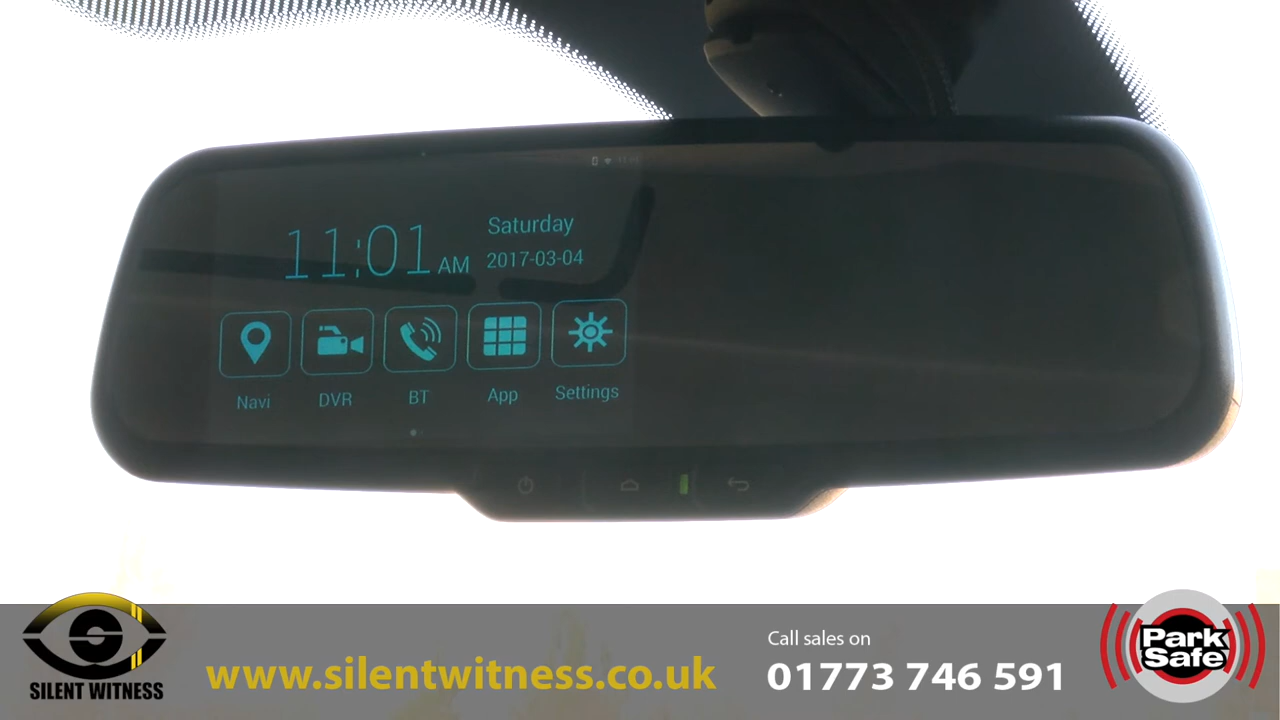 11:01 AM
Saturday
2017-03-04
Navi
DVR
BT
App
Settings
SILENT WITNESS
www.silentwitness.co.uk
Call sales on
01773 746 591
Park
Safe